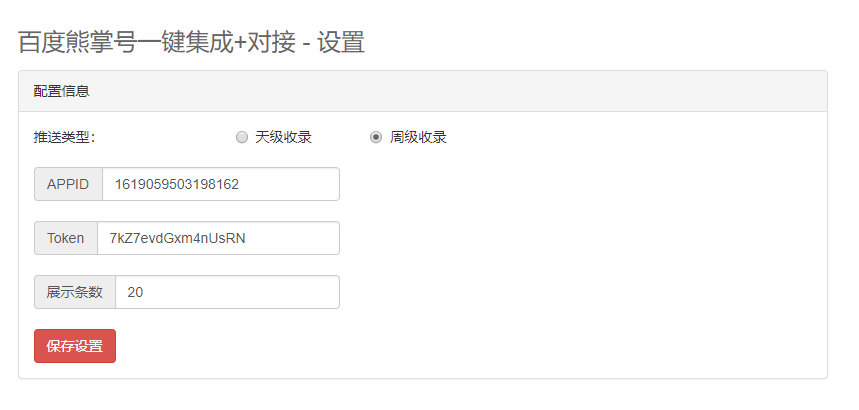 百度熊掌号一键集成+对接 - 设置
配置信息
推送类型: 天级收录 周级收录
APPID 1619059503198162
Token 7kZ7evdGxm4nUsRN
展示条数 20
保存设置